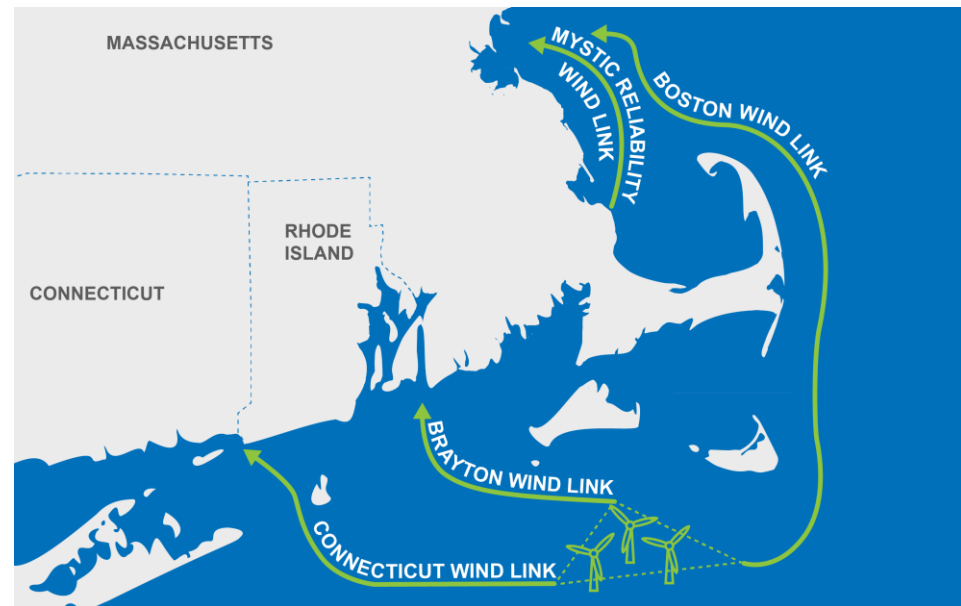 MASSACHUSETTS
MYSTIC RELIABILITY
WIND LINK
BOSTON WIND LINK
RHODE
ISLAND
CONNECTICUT
BRAYTON WIND LINK
CONNECTICUT WIND LINK